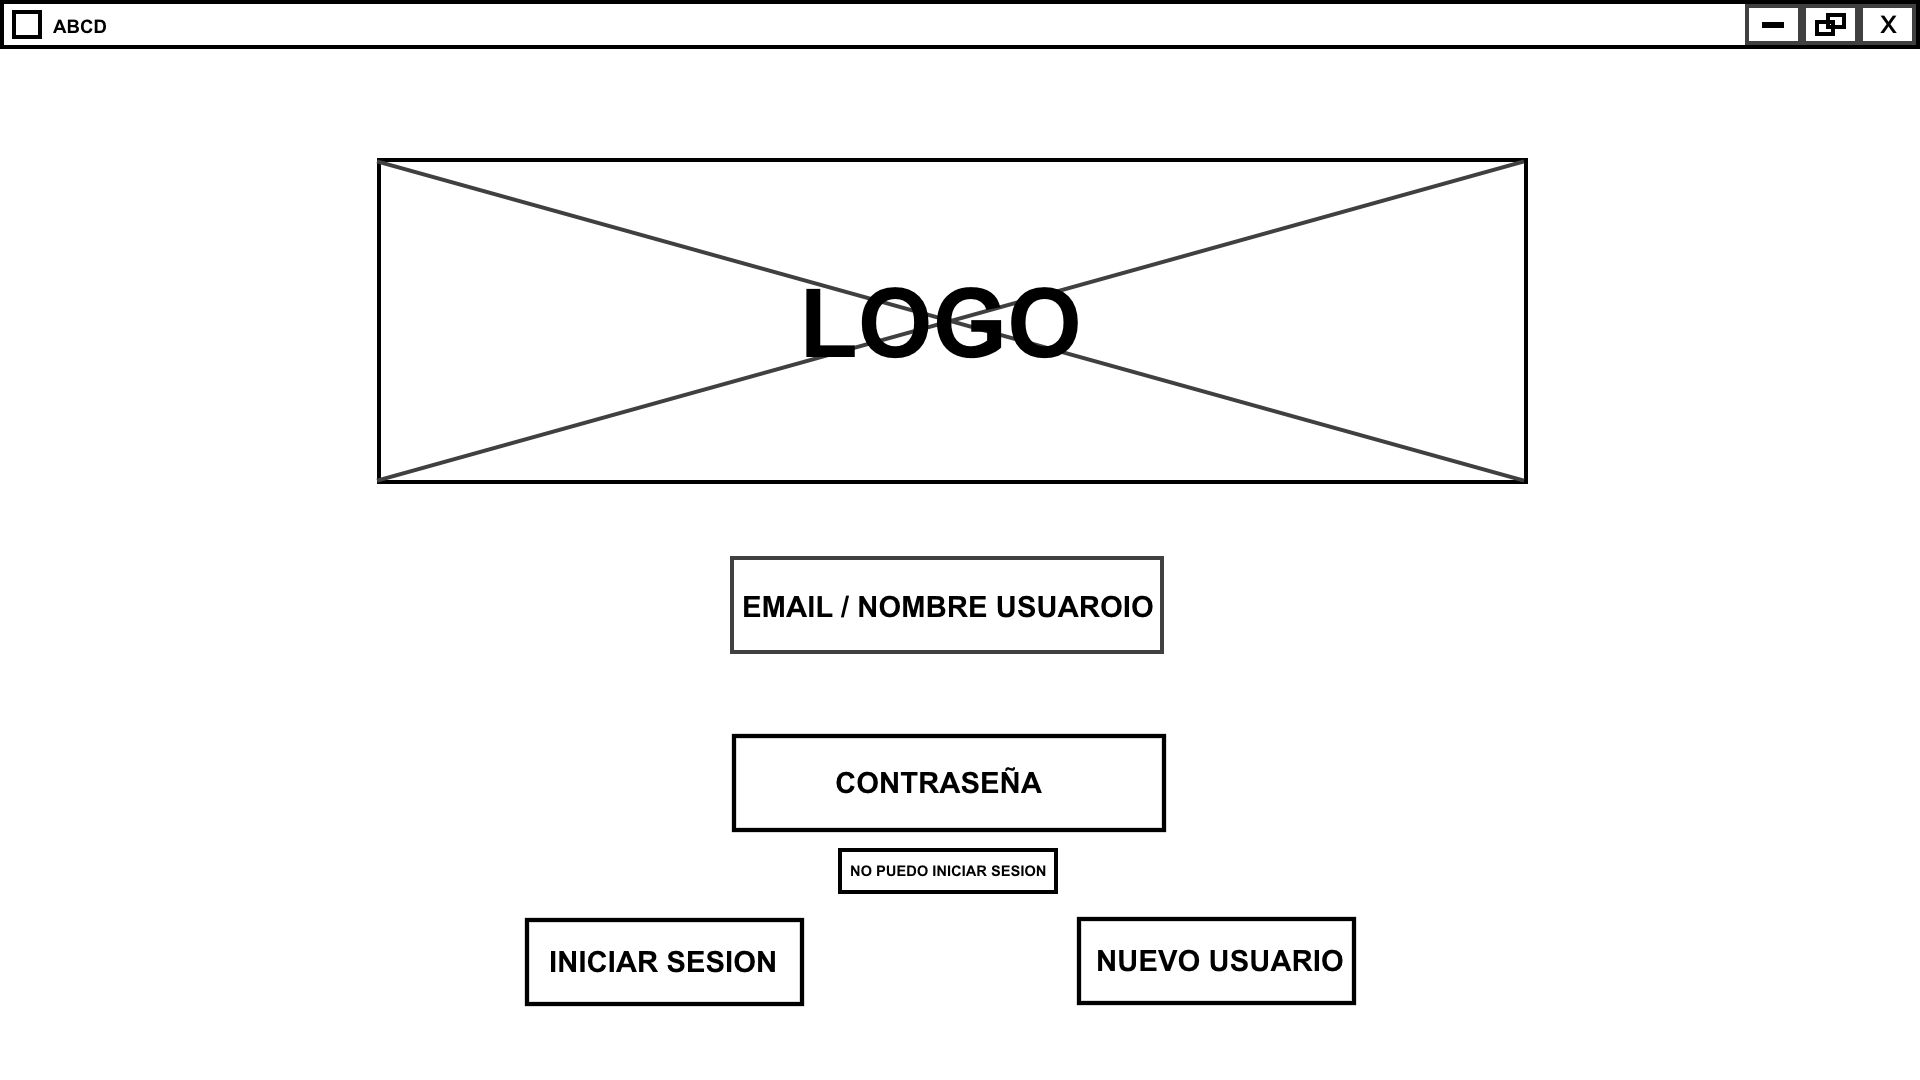 ABCD
X
LOGO
EMAIL / NOMBRE USUAROIO
CONTRASEÑA
NO PUEDO INICIAR SESION
INICIAR SESION
NUEVO USUARIO